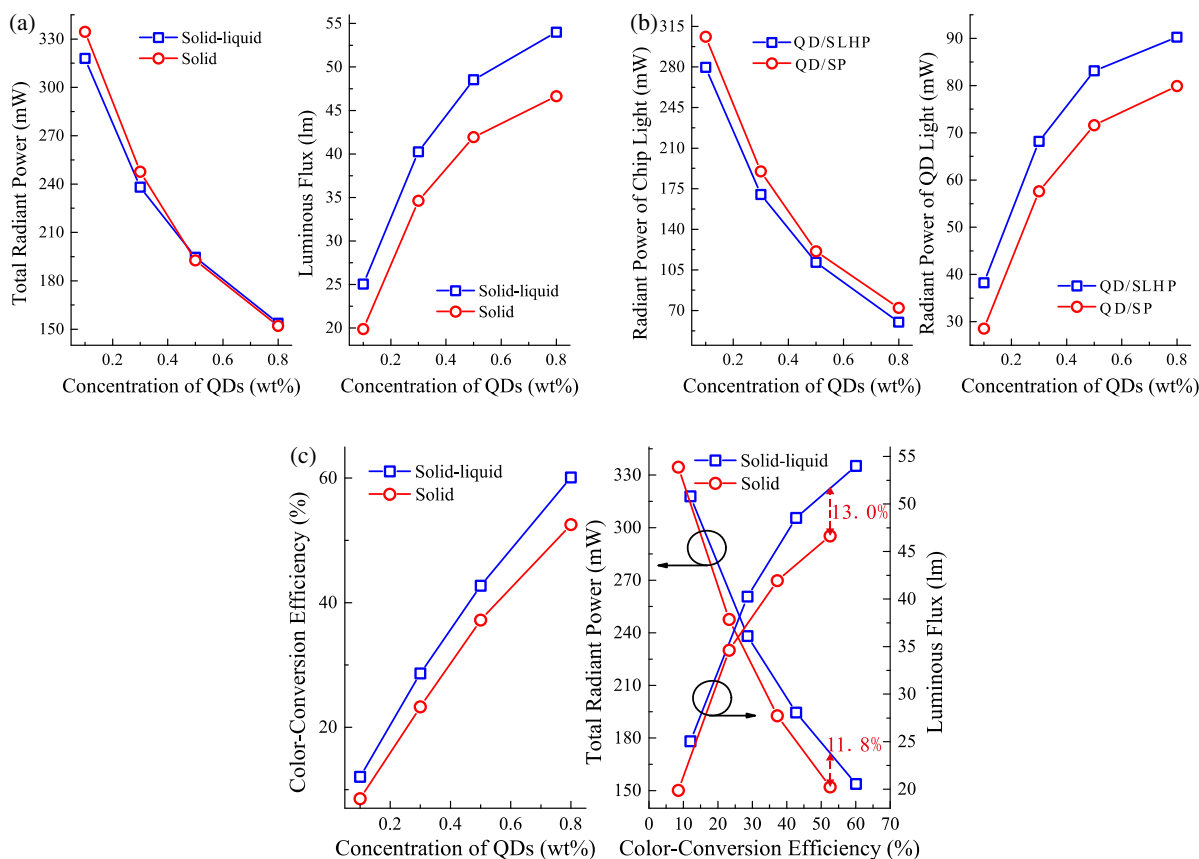 (a)
Total Radiant Power (mW)
330
300
270
240
210
180
150
0.2 0.4 0.6 0.8
Concentration of QDs (wt%)
Solid-liquid
Solid
Luminous Flux (lm)
55
50
45
40
35
30
25
20
0.2 0.4 0.6 0.8
Concentration of QDs (wt%)
Solid-liquid
Solid
(b)
Radiant Power of Chip Light (mW)
315
280
245
210
175
140
105
70
0.2 0.4 0.6 0.8
Concentration of QDs (wt%)
QD/SLHP
QD/SP
Radiant Power of QD Light (mW)
90
80
70
60
50
40
30
0.2 0.4 0.6 0.8
Concentration of QDs (wt%)
QD/SLHP
QD/SP
(c)
Color-Conversion Efficiency (%)
60
40
20
0.2 0.4 0.6 0.8
Concentration of QDs (wt%)
Solid-liquid
Solid
Total Radiant Power (mW)
330
300
270
240
210
180
150
0 10 20 30 40 50 60 70
Color-Conversion Efficiency (%)
Solid-liquid
Solid
13.0%
11.8%
55
50
45
40
35
30
25
20
Luminous Flux (lm)